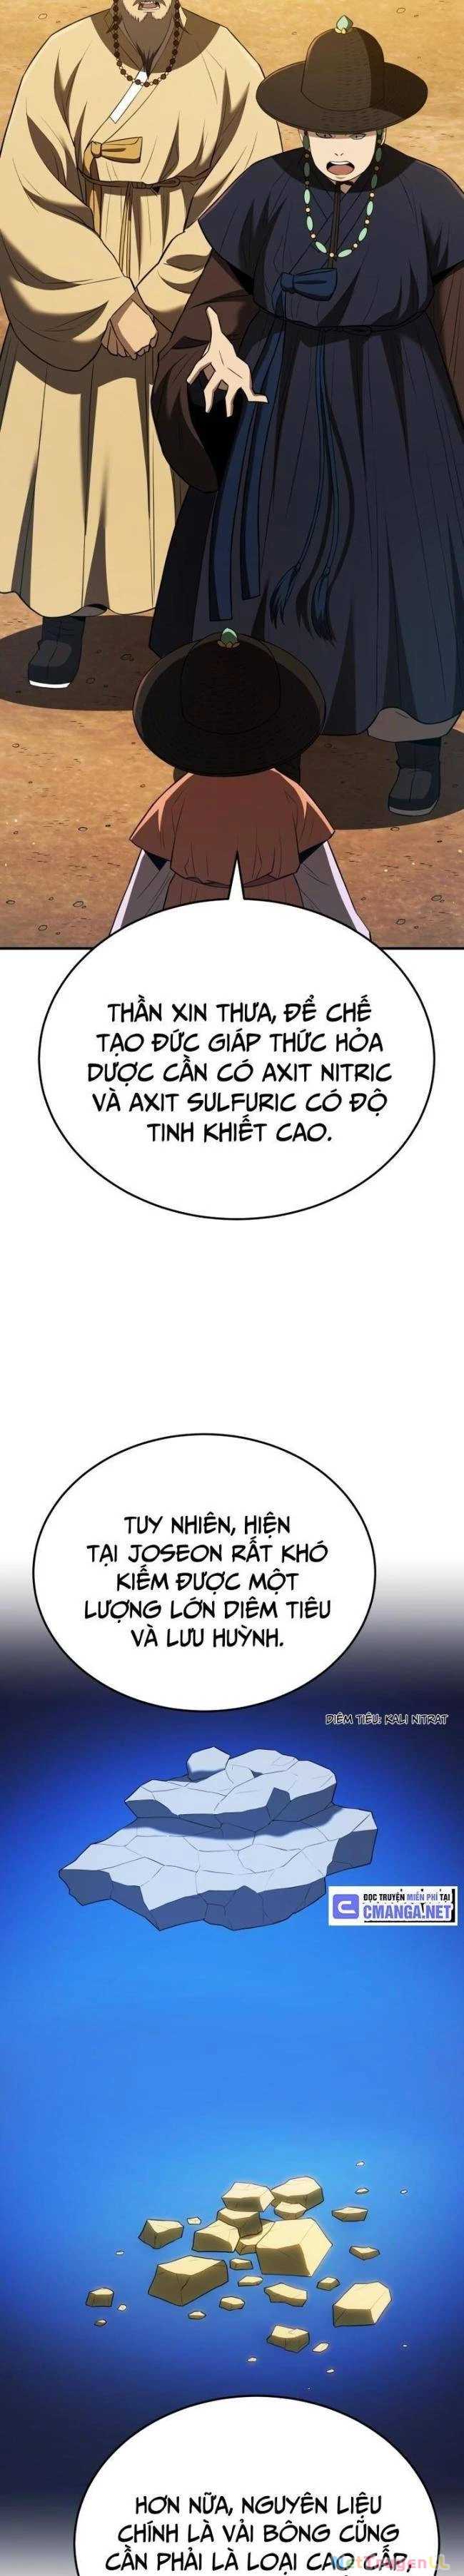 THẦN XIN THƯA, ĐỂ CHẾ
TẠO ĐỨC GIÁP THỨC HỎA
DƯỢC CẦN CÓ AXIT NITRIC
VÀ AXIT SULFURIC CÓ ĐỘ
TINH KHIẾT CAO.
TUY NHIÊN, HIỆN
TẠI JOSEON RẤT KHÓ
KIẾM ĐƯỢC MỘT
LƯỢNG LỚN DIÊM TIÊU
VÀ LƯU HUỲNH.
DIÊM TIÊU: KALI NITRAT
ĐỌC TRUYỆN MIỄN PHÍ TẠI
CMANGA.NET
HƠN NỮA, NGUYÊN LIỆU
CHÍNH LÀ VẢI BÔNG CŨNG
CẦN PHẢI LÀ LOẠI CAO CẤP,